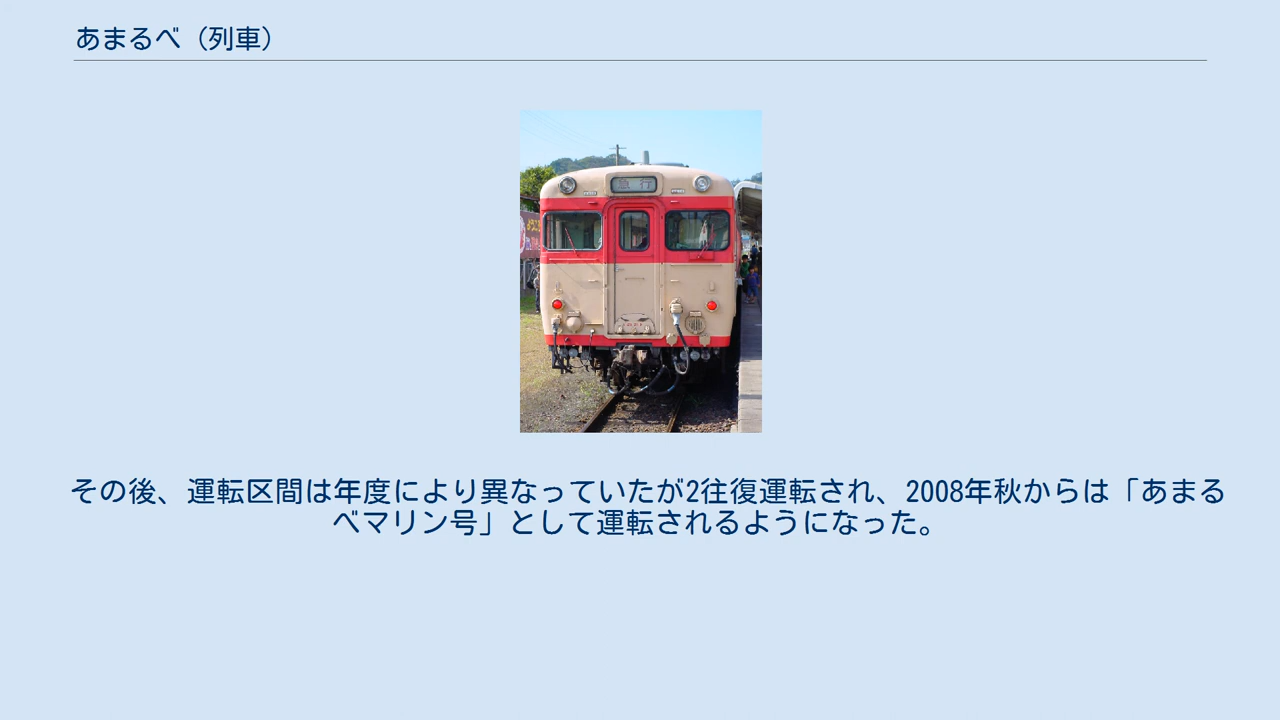 あまるべ（列車）
急行
その後、運転区間は年度により異なっていたが2往復運転され、2008年秋からは「あまる
べマリン号」として運転されるようになった。